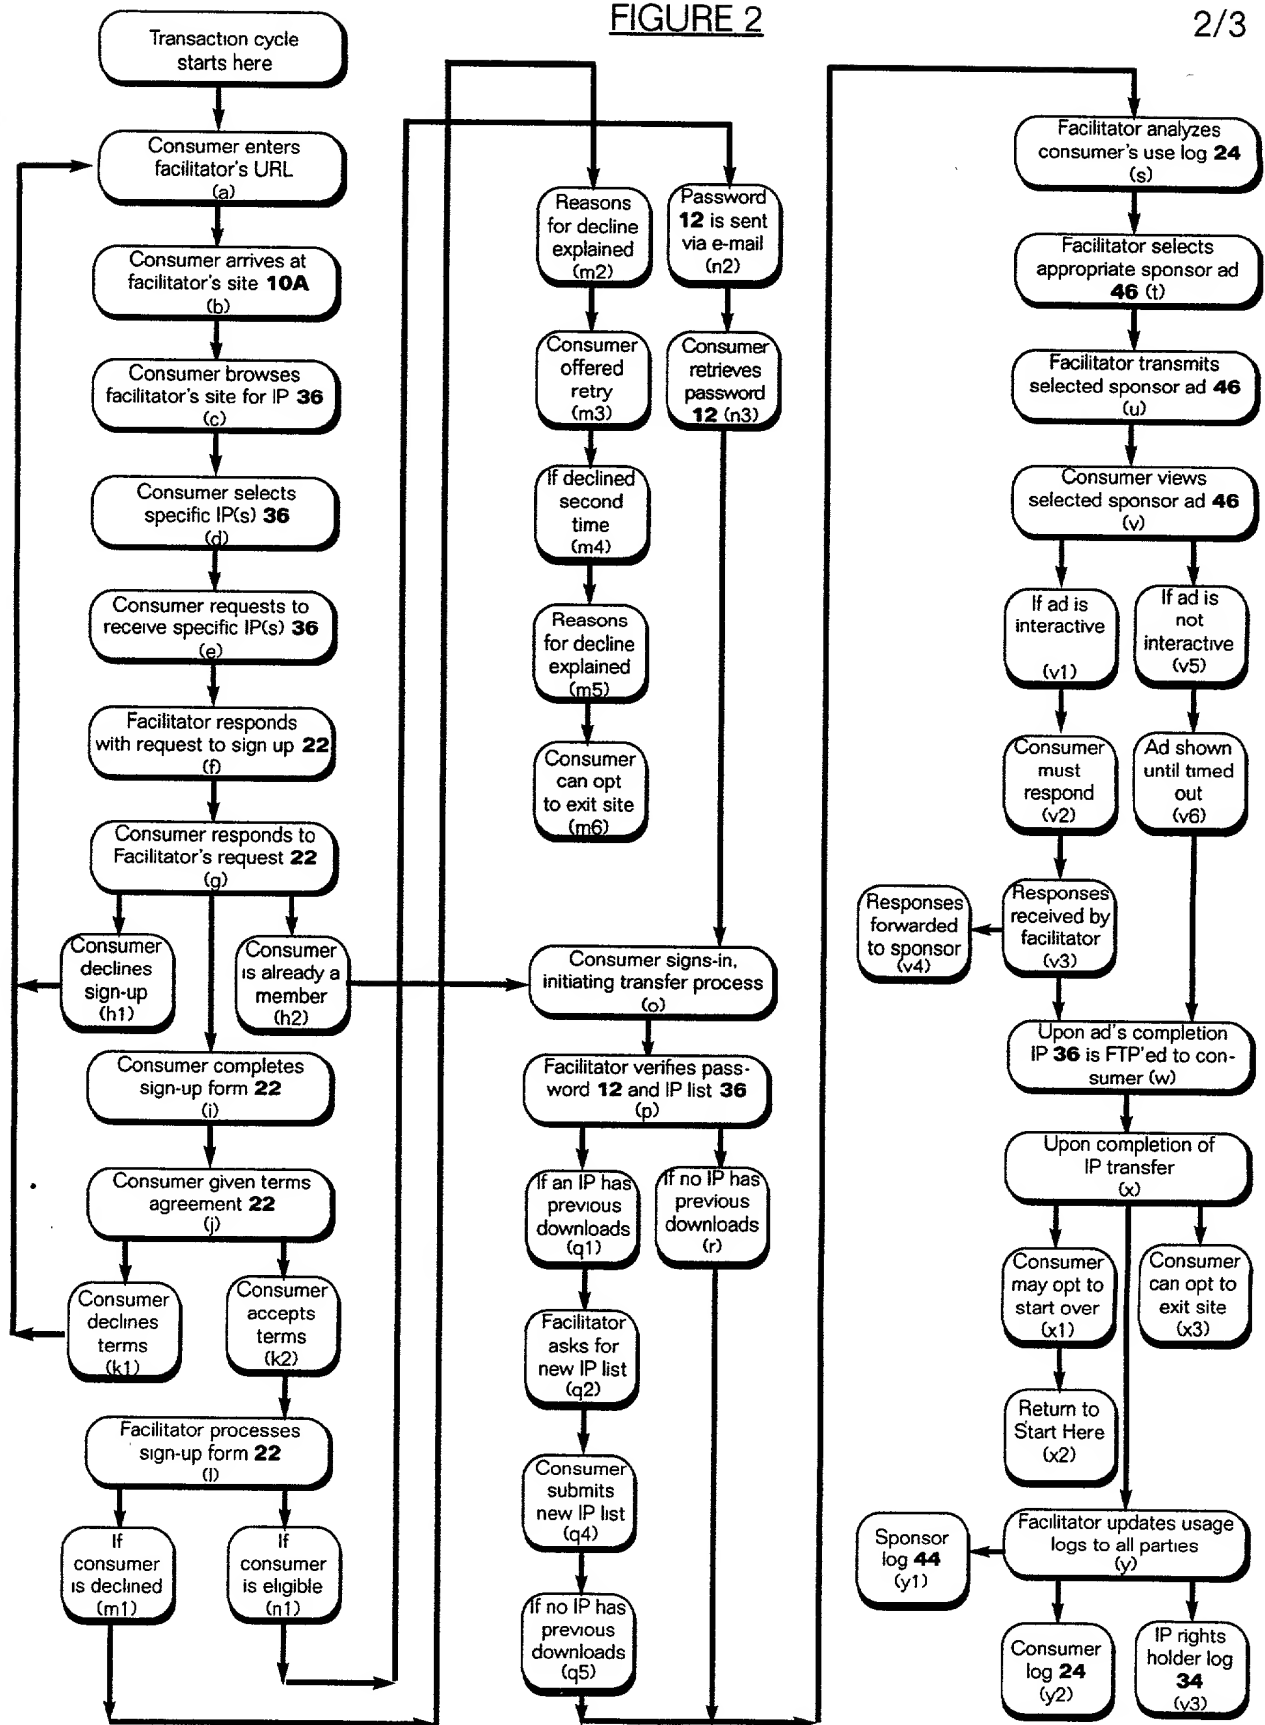 FIGURE 2
2/3
Transaction cycle
starts here
Consumer enters
facilitator's URL
(a)
Consumer arrives at
facilitator's site 10A
(b)
Consumer browses
facilitator's site for IP 36
(c)
Consumer selects
specific IP(s) 36
(d)
Consumer requests to
receive specific IP(s) 36
(e)
Facilitator responds
with request to sign up 22
(f)
Consumer responds to
Facilitator's request 22
(g)
Consumer
declines
sign-up
(h1)
Consumer
is already a
member
(h2)
Consumer completes
sign-up form 22
(i)
Consumer given terms
agreement 22
(j)
Consumer
declines
terms
(k1)
Consumer
accepts
terms
(k2)
Facilitator processes
sign-up form 22
(l)
If
consumer
is declined
(m1)
If
consumer
is eligible
(n1)
Reasons
for decline
explained
(m2)
Consumer
offered
retry
(m3)
If declined
second
time
(m4)
Reasons
for decline
explained
(m5)
Consumer
can opt
to exit site
(m6)
Password
12 is sent
via e-mail
(n2)
Consumer
retrieves
password
12 (n3)
Consumer signs-in,
initiating transfer process
(o)
Facilitator verifies pass-
word 12 and IP list 36
(p)
If an IP has
previous
downloads
(q1)
If no IP has
previous
downloads
(r)
Facilitator
asks for
new IP list
(q2)
Consumer
submits
new IP list
(q4)
If no IP has
previous
downloads
(q5)
Facilitator analyzes
consumer's use log 24
(s)
Facilitator selects
appropriate sponsor ad
46 (t)
Facilitator transmits
selected sponsor ad 46
(u)
Consumer views
selected sponsor ad 46
(v)
If ad is
interactive
(v1)
If ad is
not
interactive
(v5)
Consumer
must
respond
(v2)
Ad shown
until timed
out
(v6)
Responses
received by
facilitator
(v3)
Responses
forwarded
to sponsor
(v4)
Upon ad's completion
IP 36 is FTP'ed to con-
sumer (w)
Upon completion of
IP transfer
(x)
Consumer
may opt to
start over
(x1)
Consumer
can opt to
exit site
(x3)
Return to
Start Here
(x2)
Facilitator updates usage
logs to all parties
(y)
Sponsor
log 44
(y1)
Consumer
log 24
(y2)
IP rights
holder log
34
(y3)